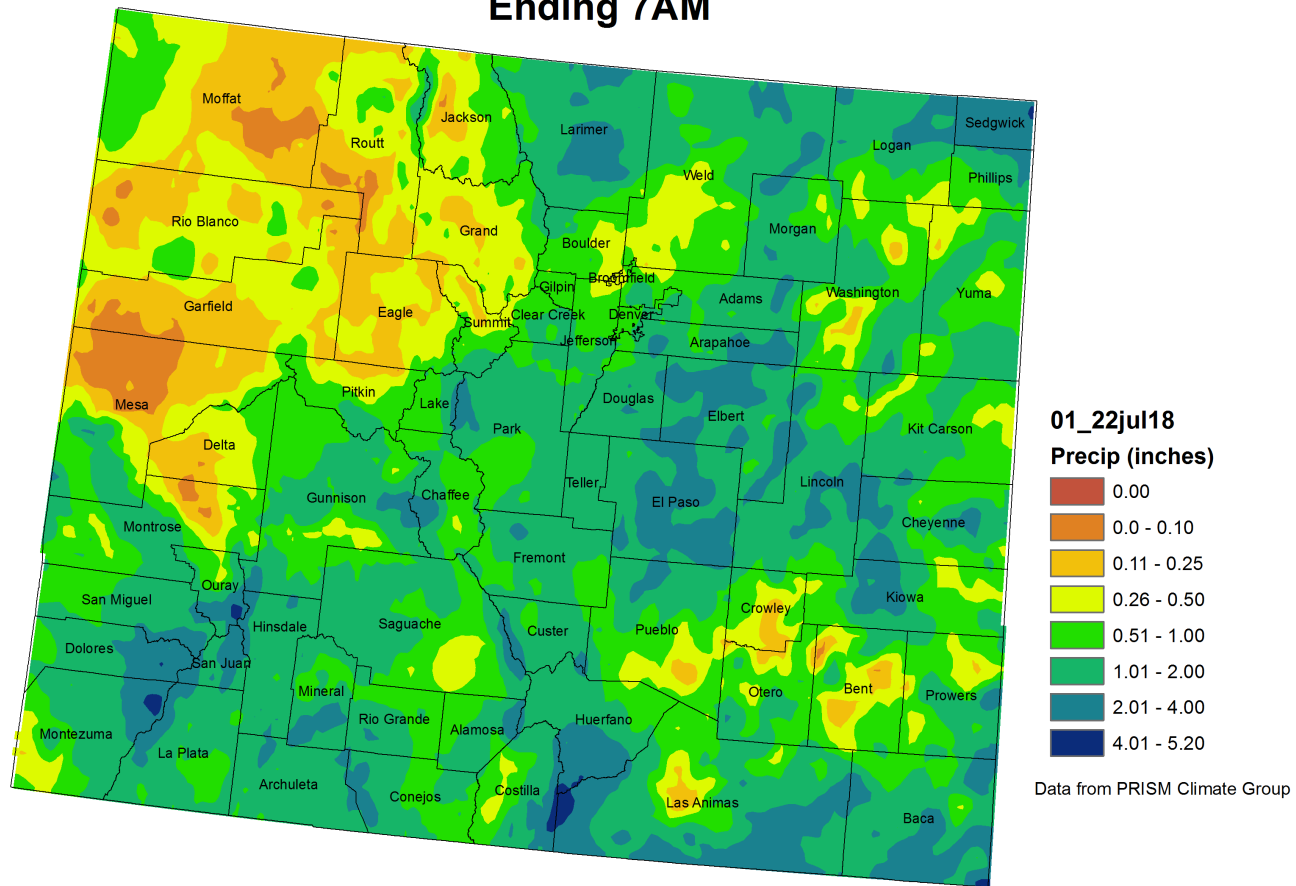 Ending 7AM
Moffat
Routt
Jackson
Larimer
Sedgwick
Logan
Phillips
Weld
Rio Blanco
Grand
Morgan
Boulder
Broomfield
Gilpin
Washington
Yuma
Garfield
Eagle
Summit
Clear Creek
Denver
Adams
Jefferson
Arapahoe
Mesa
Pitkin
Lake
Douglas
Elbert
Park
Kit Carson
Delta
Gunnison
Chaffee
Teller
El Paso
Lincoln
Montrose
Cheyenne
Fremont
Ouray
San Miguel
Hinsdale
Saguache
Custer
Pueblo
Crowley
Kiowa
Dolores
San Juan
Mineral
Otero
Bent
Prowers
Rio Grande
Alamosa
Huerfano
Montezuma
La Plata
Archuleta
Conejos
Costilla
Las Animas
Baca
01_22jul18
Precip (inches)
0.00
0.0 - 0.10
0.11 - 0.25
0.26 - 0.50
0.51 - 1.00
1.01 - 2.00
2.01 - 4.00
4.01 - 5.20
Data from PRISM Climate Group